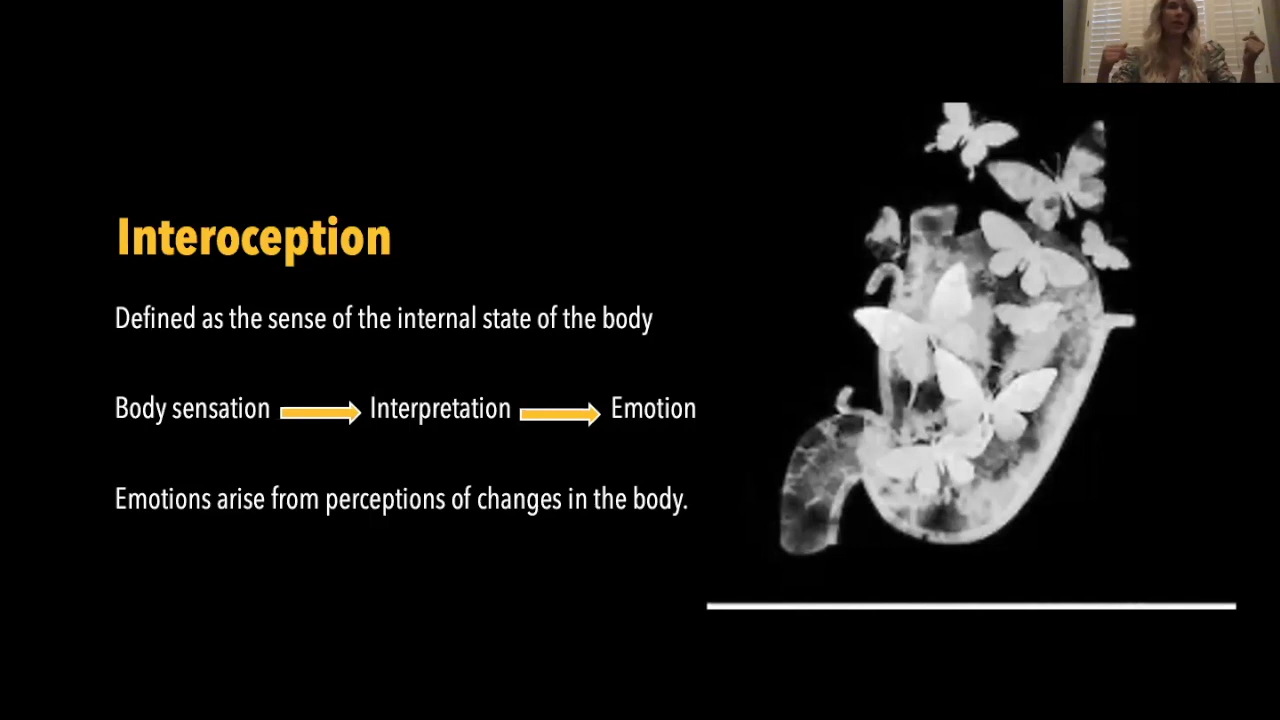 Interoception
Defined as the sense of the internal state of the body
Body sensation Interpretation Emotion
Emotions arise from perceptions of changes in the body.